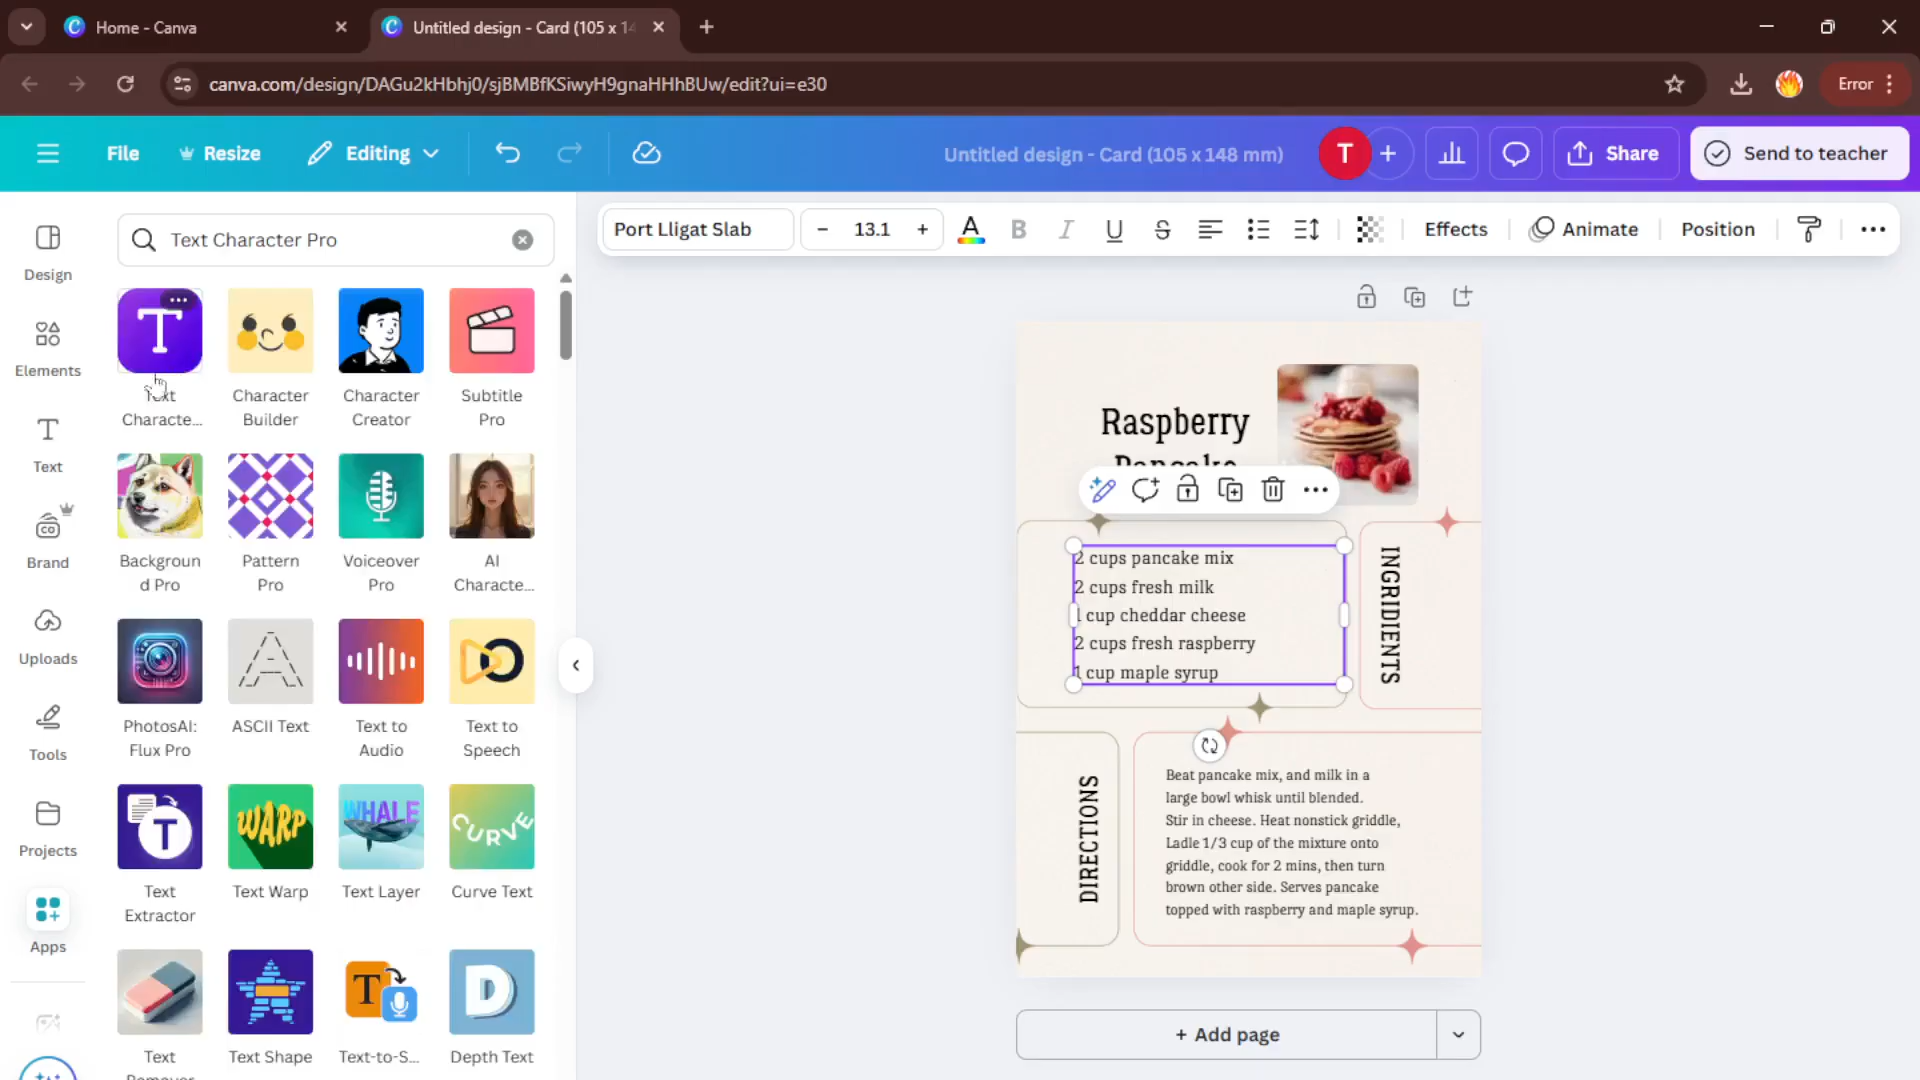 Home - Canva
Untitled design - Card (105 x 14
canva.com/design/DAGu2kHbhj0/sjBMBfKSiwyH9gnaHHhBUw/edit?ui=e30
Error
File
Resize
Editing
Untitled design - Card (105 x 148 mm)
T
Share
Send to teacher
Design
Elements
Text
Brand
Uploads
Tools
Projects
Apps
Text Character Pro
Text Characte...
Character Builder
Character Creator
Subtitle Pro
Backgroun d Pro
Pattern Pro
Voiceover Pro
AI Characte...
PhotosAI: Flux Pro
ASCII Text
Text to Audio
Text to Speech
WARP
WHALE
CURVE
Text Extractor
Text Warp
Text Layer
Curve Text
Text
Text Shape
Text-to-S...
Depth Text
Port Lligat Slab
13.1
Effects
Animate
Position
Raspberry
Pancake
2 cups pancake mix
2 cups fresh milk
1 cup cheddar cheese
2 cups fresh raspberry
1 cup maple syrup
INGRIDIENTS
DIRECTIONS
Beat pancake mix, and milk in a
large bowl whisk until blended.
Stir in cheese. Heat nonstick griddle,
Ladle 1/3 cup of the mixture onto
griddle, cook for 2 mins, then turn
brown other side. Serves pancake
topped with raspberry and maple syrup.
+ Add page